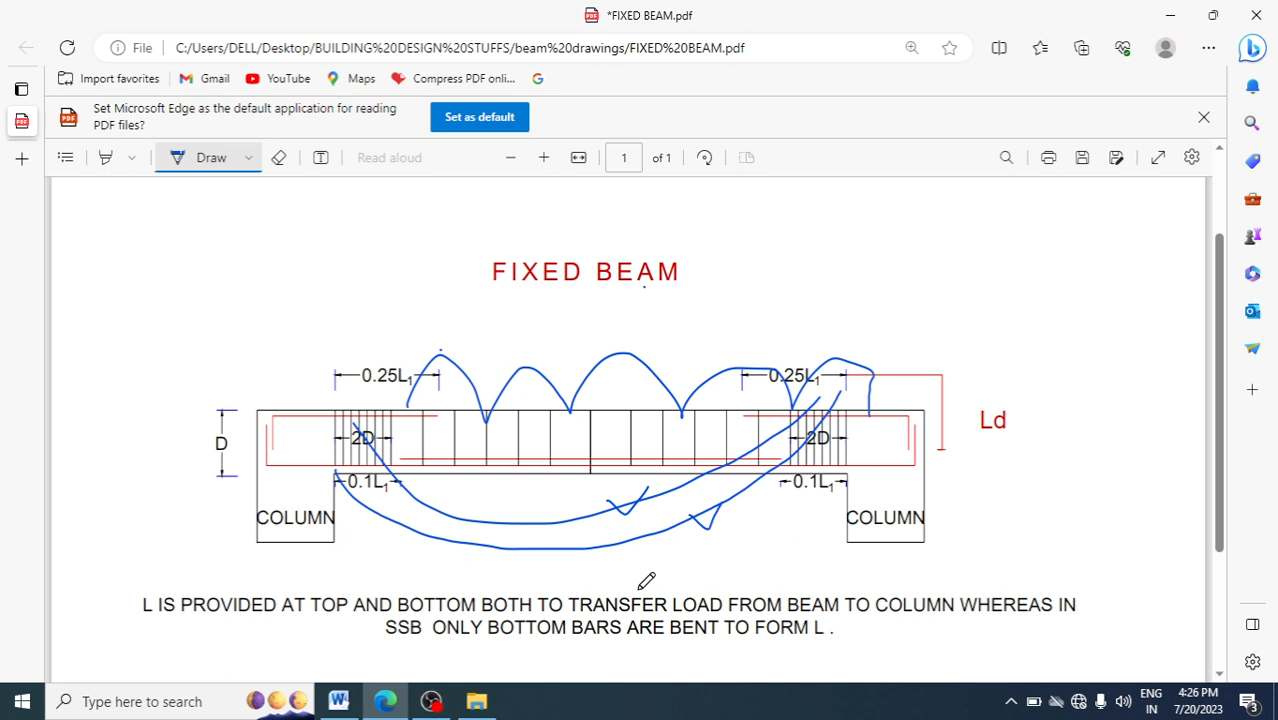 *FIXED BEAM.pdf
File
C:/Users/DELL/Desktop/BUILDING%20DESIGN%20STUFFS/beam%20drawings/FIXED%20BEAM.pdf
Import favorites
Gmail
YouTube
Maps
Compress PDF onli...
Set Microsoft Edge as the default application for reading
PDF files?
Set as default
Draw
Read aloud
1
of 1
FIXED BEAM
0.25L1
0.25L1
Ld
D
2D
2D
0.1L1
0.1L1
COLUMN
COLUMN
L IS PROVIDED AT TOP AND BOTTOM BOTH TO TRANSFER LOAD FROM BEAM TO COLUMN WHEREAS IN
SSB ONLY BOTTOM BARS ARE BENT TO FORM L .
Type here to search
ENG
IN
4:26 PM
7/20/2023
3